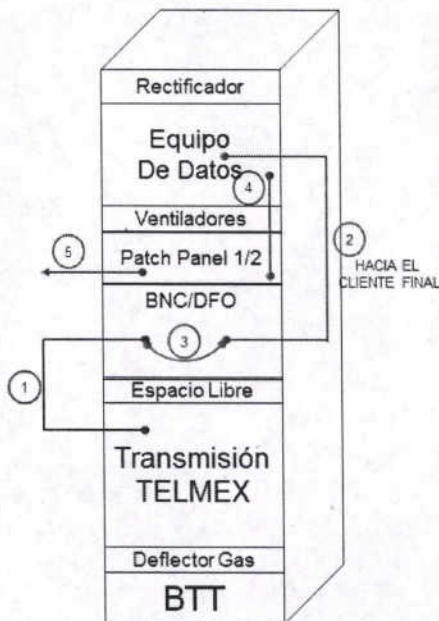 Rectificador
Equipo
De Datos
4
Ventiladores
5
Patch Panel 1/2
2
HACIA EL
CLIENTE FINAL
BNC/DFO
3
1
Espacio Libre
Transmisión
TELMEX
Deflector Gas
BTT